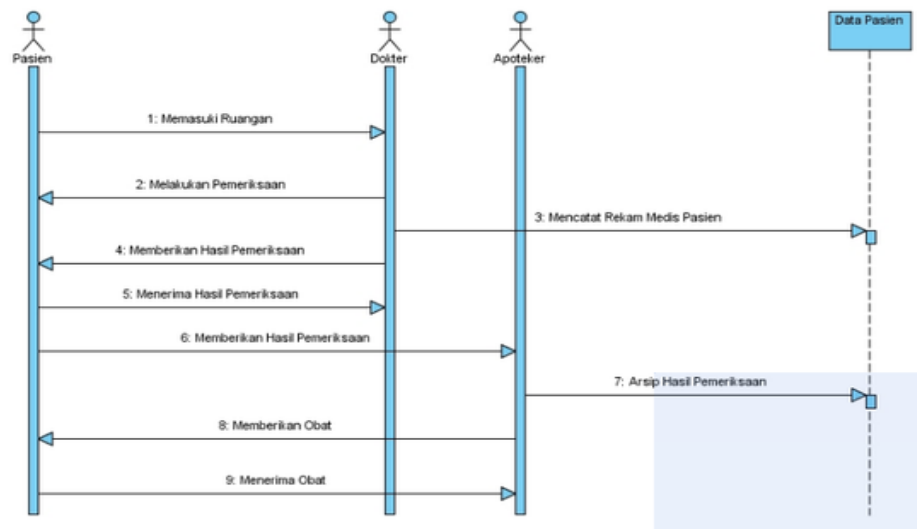 Data Pasien
Pasien
Dokter
Apoteker
1: Memasuki Ruangan
2: Melakukan Pemeriksaan
3: Mencatat Rekam Medis Pasien
4: Memberikan Hasil Pemeriksaan
5: Menerima Hasil Pemeriksaan
6: Memberikan Hasil Pemeriksaan
7: Arsip Hasil Pemeriksaan
8: Memberikan Obat
9: Menerima Obat